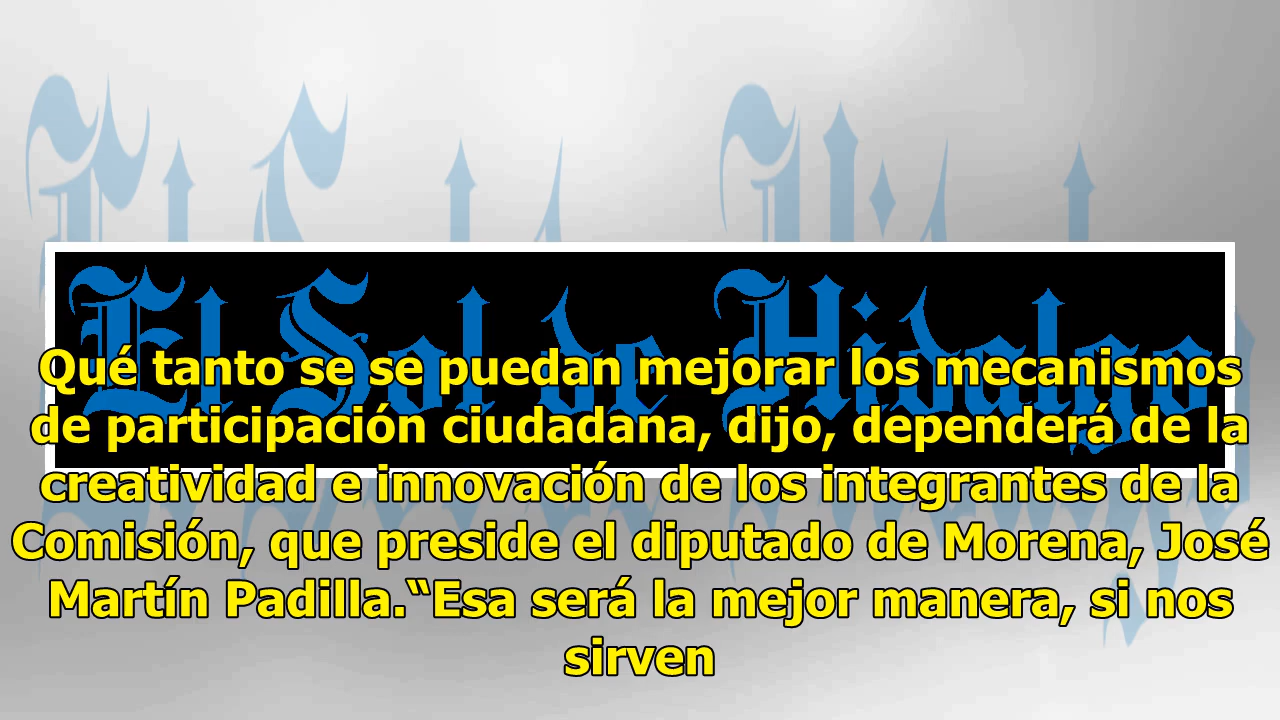 El Sol de Hidalgo
Qué tanto se se puedan mejorar los mecanismos
de participación ciudadana, dijo, dependerá de la
creatividad e innovación de los integrantes de la
Comisión, que preside el diputado de Morena, José
Martín Padilla.“Esa será la mejor manera, si nos
sirven